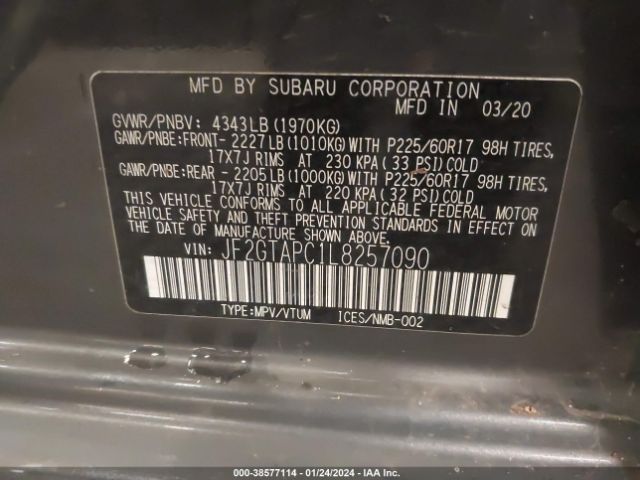 MFD BY SUBARU CORPORATION
MFD IN 03/20
GVWR/PNBV: 4343LB (1970KG)
GAWR/PNBE:FRONT- 2227LB (1010KG) WITH P225/60R17 98H TIRES,
17X7J RIMS AT 230 KPA (33 PSI) COLD
GAWR/PNBE:REAR - 2205LB (1000KG) WITH P225/60R17 98H TIRES,
17X7J RIMS AT 220 KPA (32 PSI) COLD
THIS VEHICLE CONFORMS TO ALL APPLICABLE FEDERAL MOTOR
VEHICLE SAFETY AND THEFT PREVENTION STANDARDS IN EFFECT ON
THE DATE OF MANUFACTURE SHOWN ABOVE.
VIN: JF2GTAPC1L8257090
TYPE:MPV/VTUM ICES/NMB-002
000-38577114 - 01/24/2024 - IAA Inc.